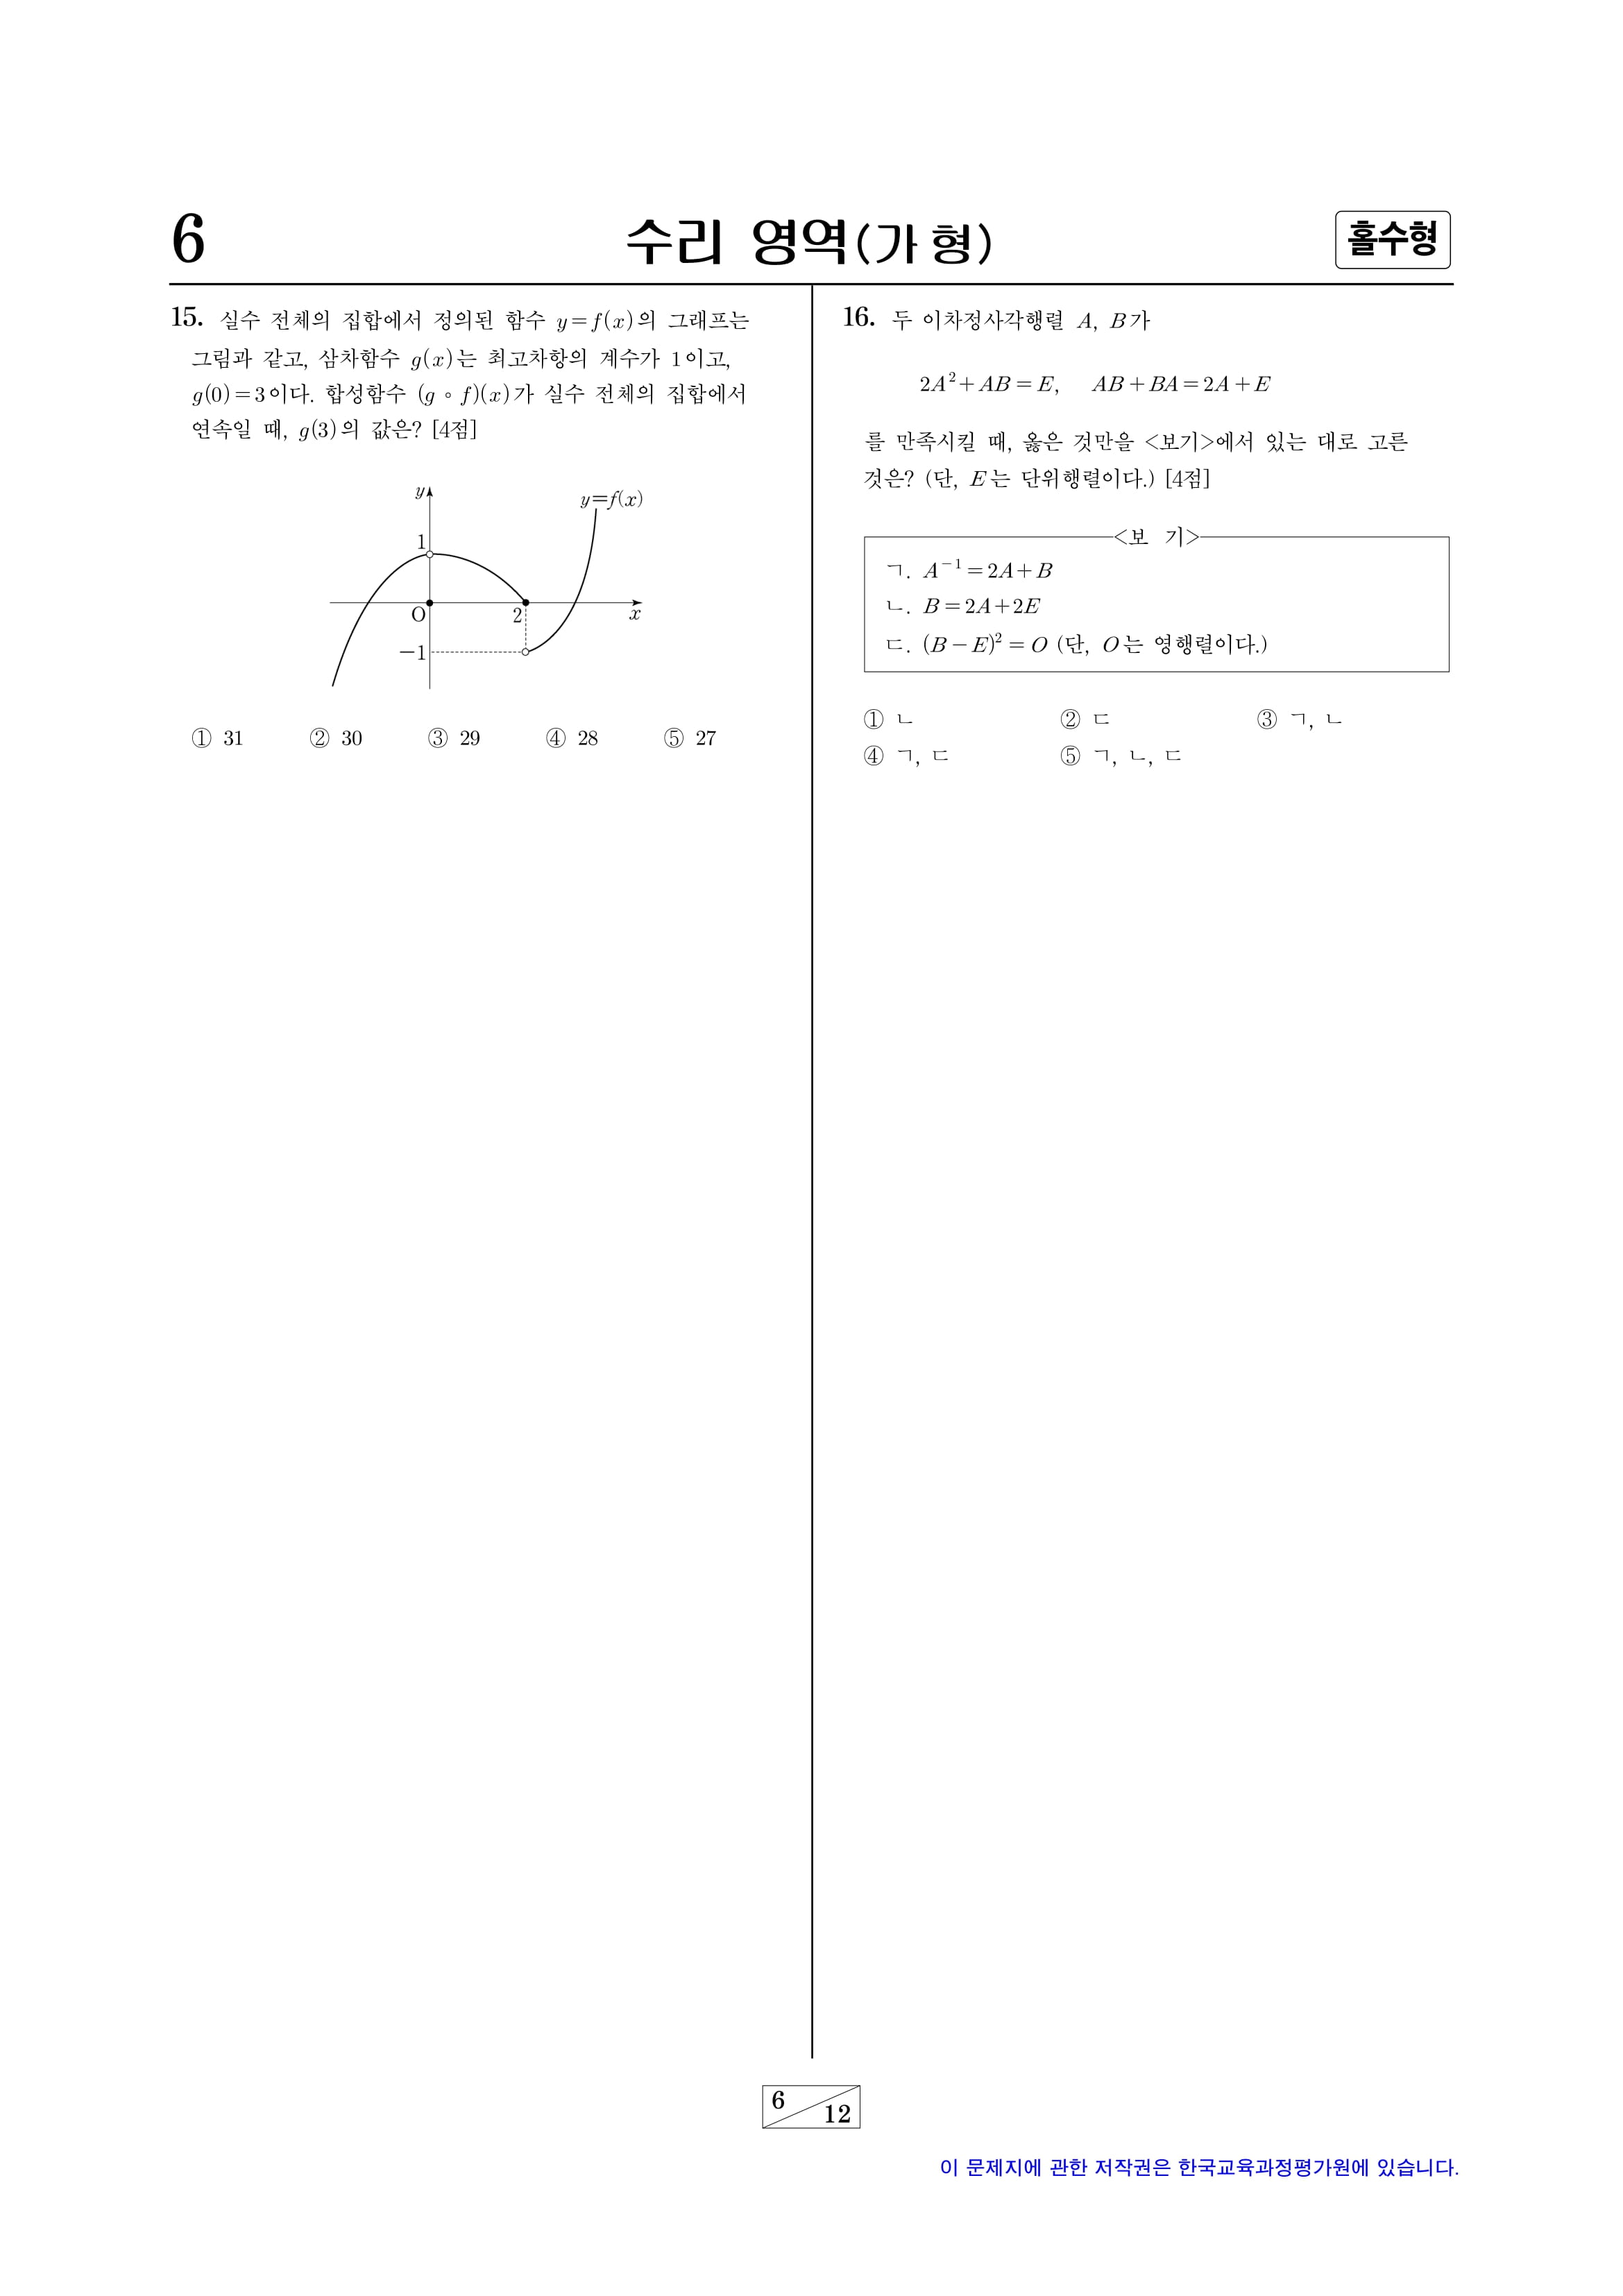 6
수리 영역(가 형)
홀수형
15. 실수 전체의 집합에서 정의된 함수 y=f(x)의 그래프는
그림과 같고, 삼차함수 g(x)는 최고차항의 계수가 1이고,
g(0)=3이다. 합성함수 (g∘f)(x)가 실수 전체의 집합에서
연속일 때, g(3)의 값은? [4점]
y
y=f(x)
1
O
2
x
-1
① 31 ② 30 ③ 29 ④ 28 ⑤ 27
16. 두 이차정사각행렬 A, B가
2A²+AB=E, AB+BA=2A+E
를 만족시킬 때, 옳은 것만을 <보기>에서 있는 대로 고른
것은? (단, E는 단위행렬이다.) [4점]
<보 기>
ㄱ. A⁻¹=2A+B
ㄴ. B=2A+2E
ㄷ. (B-E)²=O (단, O는 영행렬이다.)
① ㄴ ② ㄷ ③ ㄱ, ㄴ
④ ㄱ, ㄷ ⑤ ㄱ, ㄴ, ㄷ
6
12
이 문제지에 관한 저작권은 한국교육과정평가원에 있습니다.